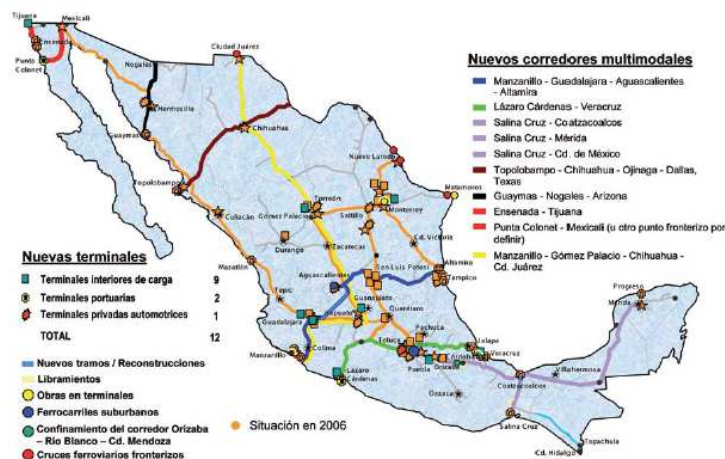 Tijuana
Mexicali
Ensenada
Punta
Colonet
Nogales
Ciudad Juárez
Hermosillo
Guaymas
Chihuahua
Topolobampo
Nuevo Laredo
Matamoros
Culiacán
Gómez Palacio
Torreón
Saltillo
Monterrey
Durango
Zacatecas
Cd. Victoria
Mazatlán
Altamira
Tampico
San Luis Potosí
Aguascalientes
Tepic
Guanajuato
Guadalajara
Irapuato
Querétaro
Pachuca
Progreso
Mérida
Colima
Manzanillo
Toluca
Jalapa
Veracruz
Puebla
Orizaba
Córdoba
Lázaro
Cárdenas
Coatzacoalcos
Villahermosa
Oaxaca
Salina Cruz
Tapachula
Cd. Hidalgo
Nuevos corredores multimodales
Manzanillo - Guadalajara - Aguascalientes
- Altamira
Lázaro Cárdenas - Veracruz
Salina Cruz - Coatzacoalcos
Salina Cruz - Mérida
Salina Cruz - Cd. de México
Topolobampo - Chihuahua - Ojinaga - Dallas,
Texas
Guaymas - Nogales - Arizona
Ensenada - Tijuana
Punta Colonet - Mexicali (u otro punto fronterizo por
definir)
Manzanillo - Gómez Palacio - Chihuahua -
Cd. Juárez
Nuevas terminales
Terminales interiores de carga 9
Terminales portuarias 2
Terminales privadas automotrices 1
TOTAL 12
Nuevos tramos / Reconstrucciones
Libramientos
Obras en terminales
Ferrocarriles suburbanos
Confinamiento del corredor Orizaba
– Río Blanco – Cd. Mendoza
Cruces ferroviarios fronterizos
Situación en 2006